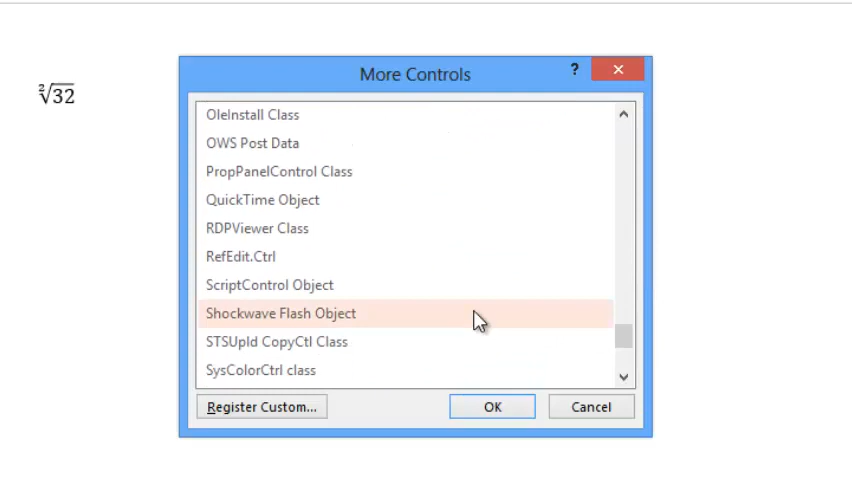 More Controls
?
²√32
OleInstall Class
OWS Post Data
PropPanelControl Class
QuickTime Object
RDPViewer Class
RefEdit.Ctrl
ScriptControl Object
Shockwave Flash Object
STSUpld CopyCtl Class
SysColorCtrl class
Register Custom...
OK
Cancel